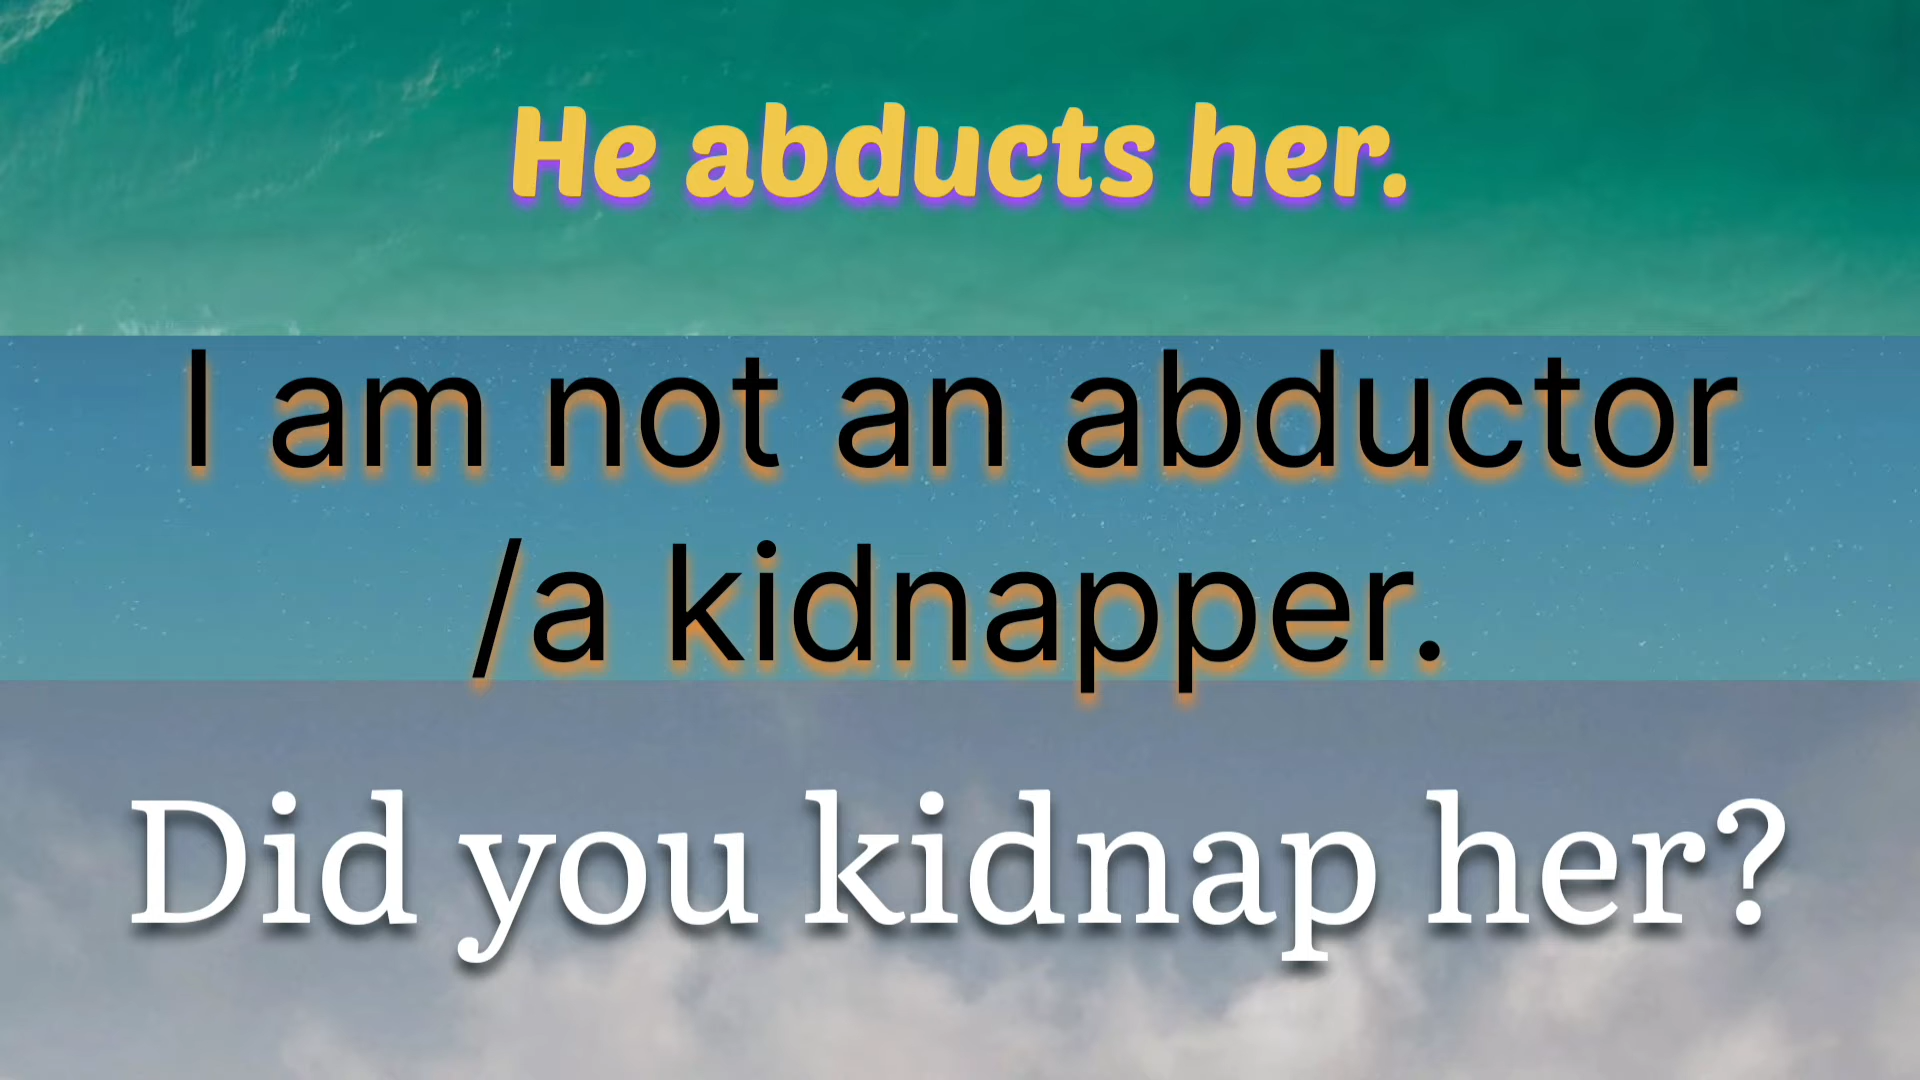 He abducts her.
I am not an abductor
/a kidnapper.
Did you kidnap her?